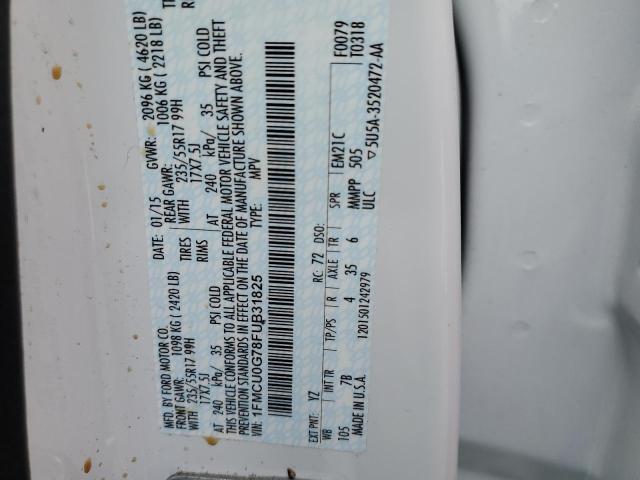 MFD. BY FORD MOTOR CO.
DATE: 01/15 GVWR: 2096 KG ( 4620 LB)
FRONT GAWR: 1098 KG ( 2420 LB) REAR GAWR: 1006 KG ( 2218 LB)
WITH 235/55R17 99H TIRES WITH 235/55R17 99H
17X7.5J RIMS 17X7.5J
AT 240 kPa/ 35 PSI COLD AT 240 kPa/ 35 PSI COLD
THIS VEHICLE CONFORMS TO ALL APPLICABLE FEDERAL MOTOR VEHICLE SAFETY AND THEFT
PREVENTION STANDARDS IN EFFECT ON THE DATE OF MANUFACTURE SHOWN ABOVE.
VIN: 1FMCU0G78FUB31825 TYPE: MPV
F0079
T0318
EXT PNT: YZ RC: 72 DSO:
WB INT TR TP/PS R AXLE TR SPR EM21C
105 7B 4 35 6 MMPP 505
MADE IN U.S.A. 1201501242979 ULC ▽5U5A-3520472-AA